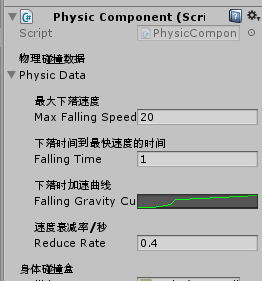 Physic Component (Scri
Script PhysicCompon
物理碰撞数据
Physic Data
最大下落速度
Max Falling Speed 20
下落时间到最快速度的时间
Falling Time 1
下落时加速曲线
Falling Gravity Cu
速度衰减率/秒
Reduce Rate 0.4
身体碰撞盒